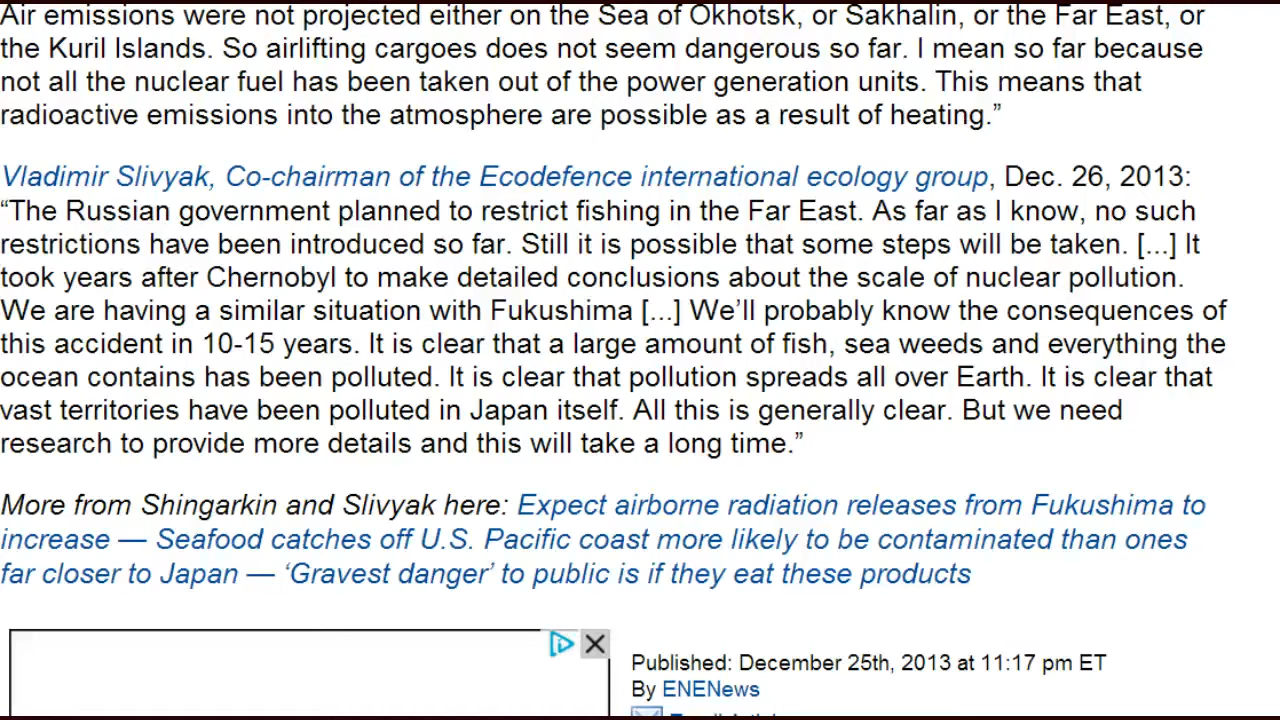 Air emissions were not projected either on the Sea of Okhotsk, or Sakhalin, or the Far East, or
the Kuril Islands. So airlifting cargoes does not seem dangerous so far. I mean so far because
not all the nuclear fuel has been taken out of the power generation units. This means that
radioactive emissions into the atmosphere are possible as a result of heating.”
Vladimir Slivyak, Co-chairman of the Ecodefence international ecology group, Dec. 26, 2013:
“The Russian government planned to restrict fishing in the Far East. As far as I know, no such
restrictions have been introduced so far. Still it is possible that some steps will be taken. [...] It
took years after Chernobyl to make detailed conclusions about the scale of nuclear pollution.
We are having a similar situation with Fukushima [...] We’ll probably know the consequences of
this accident in 10-15 years. It is clear that a large amount of fish, sea weeds and everything the
ocean contains has been polluted. It is clear that pollution spreads all over Earth. It is clear that
vast territories have been polluted in Japan itself. All this is generally clear. But we need
research to provide more details and this will take a long time.”
More from Shingarkin and Slivyak here: Expect airborne radiation releases from Fukushima to
increase — Seafood catches off U.S. Pacific coast more likely to be contaminated than ones
far closer to Japan — ‘Gravest danger’ to public is if they eat these products
Published: December 25th, 2013 at 11:17 pm ET
By ENENews